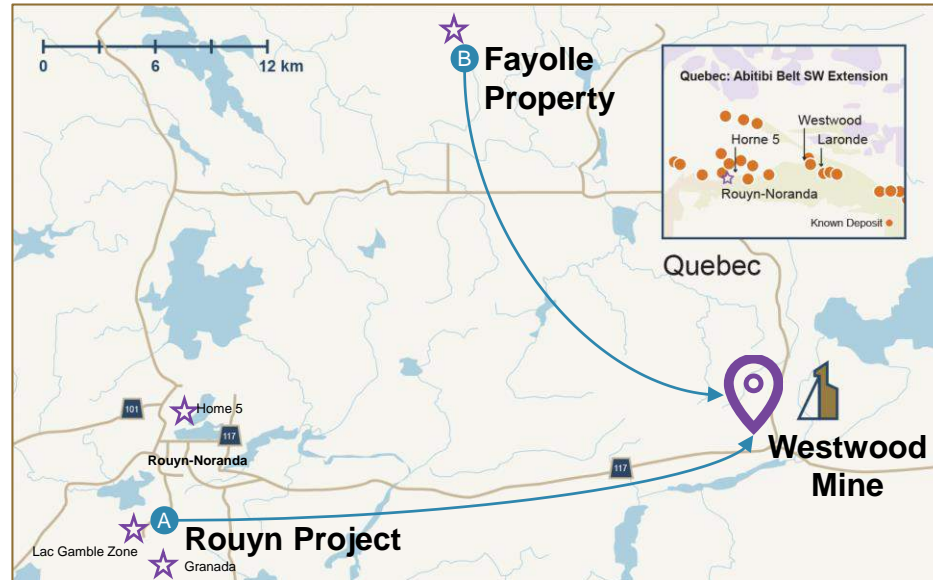 0 6 12 km
B Fayolle
Property
Quebec: Abitibi Belt SW Extension
Westwood
Horne 5
Laronde
Rouyn-Noranda
Known Deposit
Quebec
101
Home 5
117
Rouyn-Noranda
117
Westwood
Mine
A Rouyn Project
Lac Gamble Zone
Granada